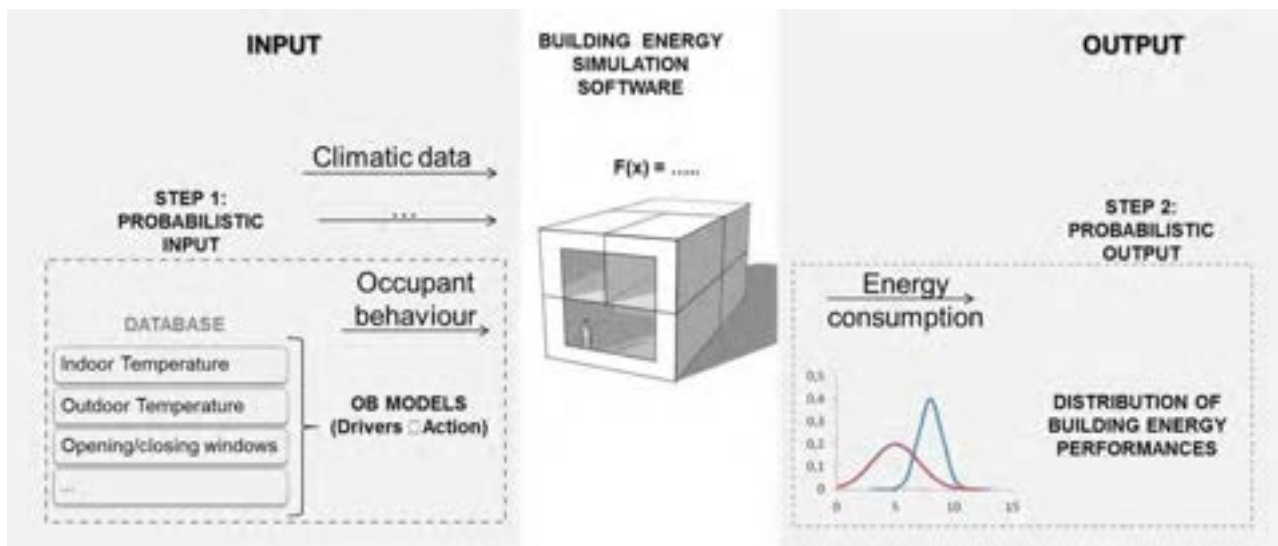 INPUT
Climatic data
...
STEP 1:
PROBABILISTIC
INPUT
Occupant
behaviour
DATABASE
Indoor Temperature
Outdoor Temperature
Opening/closing windows
...
OB MODELS
(Drivers □Action)
BUILDING ENERGY
SIMULATION
SOFTWARE
F(x) = .....
OUTPUT
STEP 2:
PROBABILISTIC
OUTPUT
Energy
consumption
0,5
0,4
0,3
0,2
0,1
0
0 5 10 15
DISTRIBUTION OF
BUILDING ENERGY
PERFORMANCES